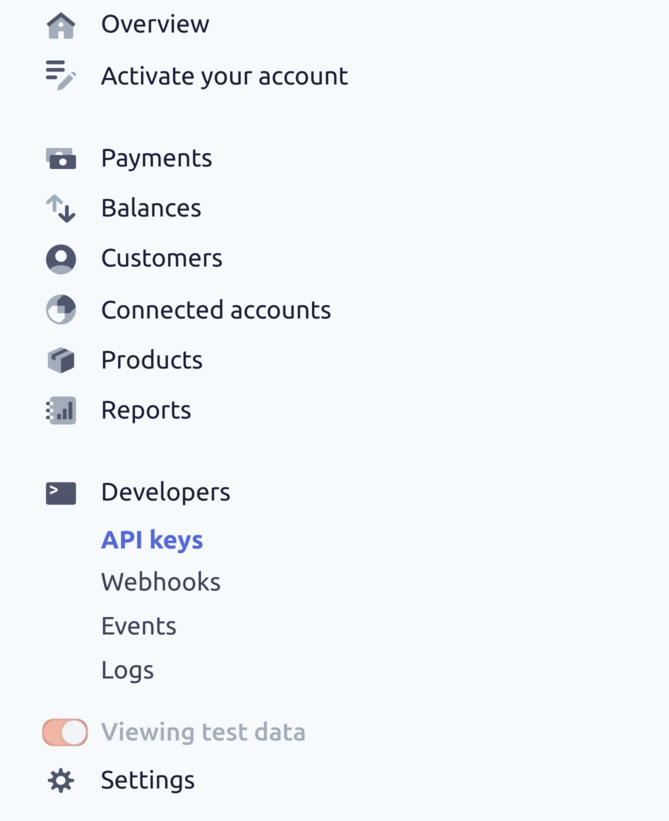 Overview
Activate your account
Payments
Balances
Customers
Connected accounts
Products
Reports
Developers
API keys
Webhooks
Events
Logs
Viewing test data
Settings